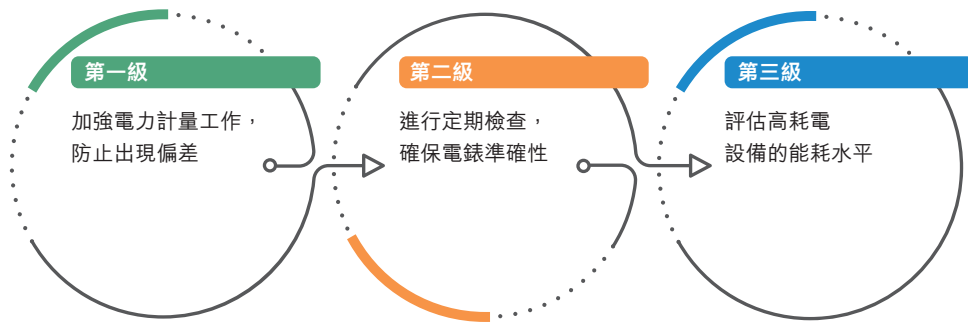 第一級
加強電力計量工作，
防止出現偏差
第二級
進行定期檢查，
確保電錶準確性
第三級
評估高耗電
設備的能耗水平